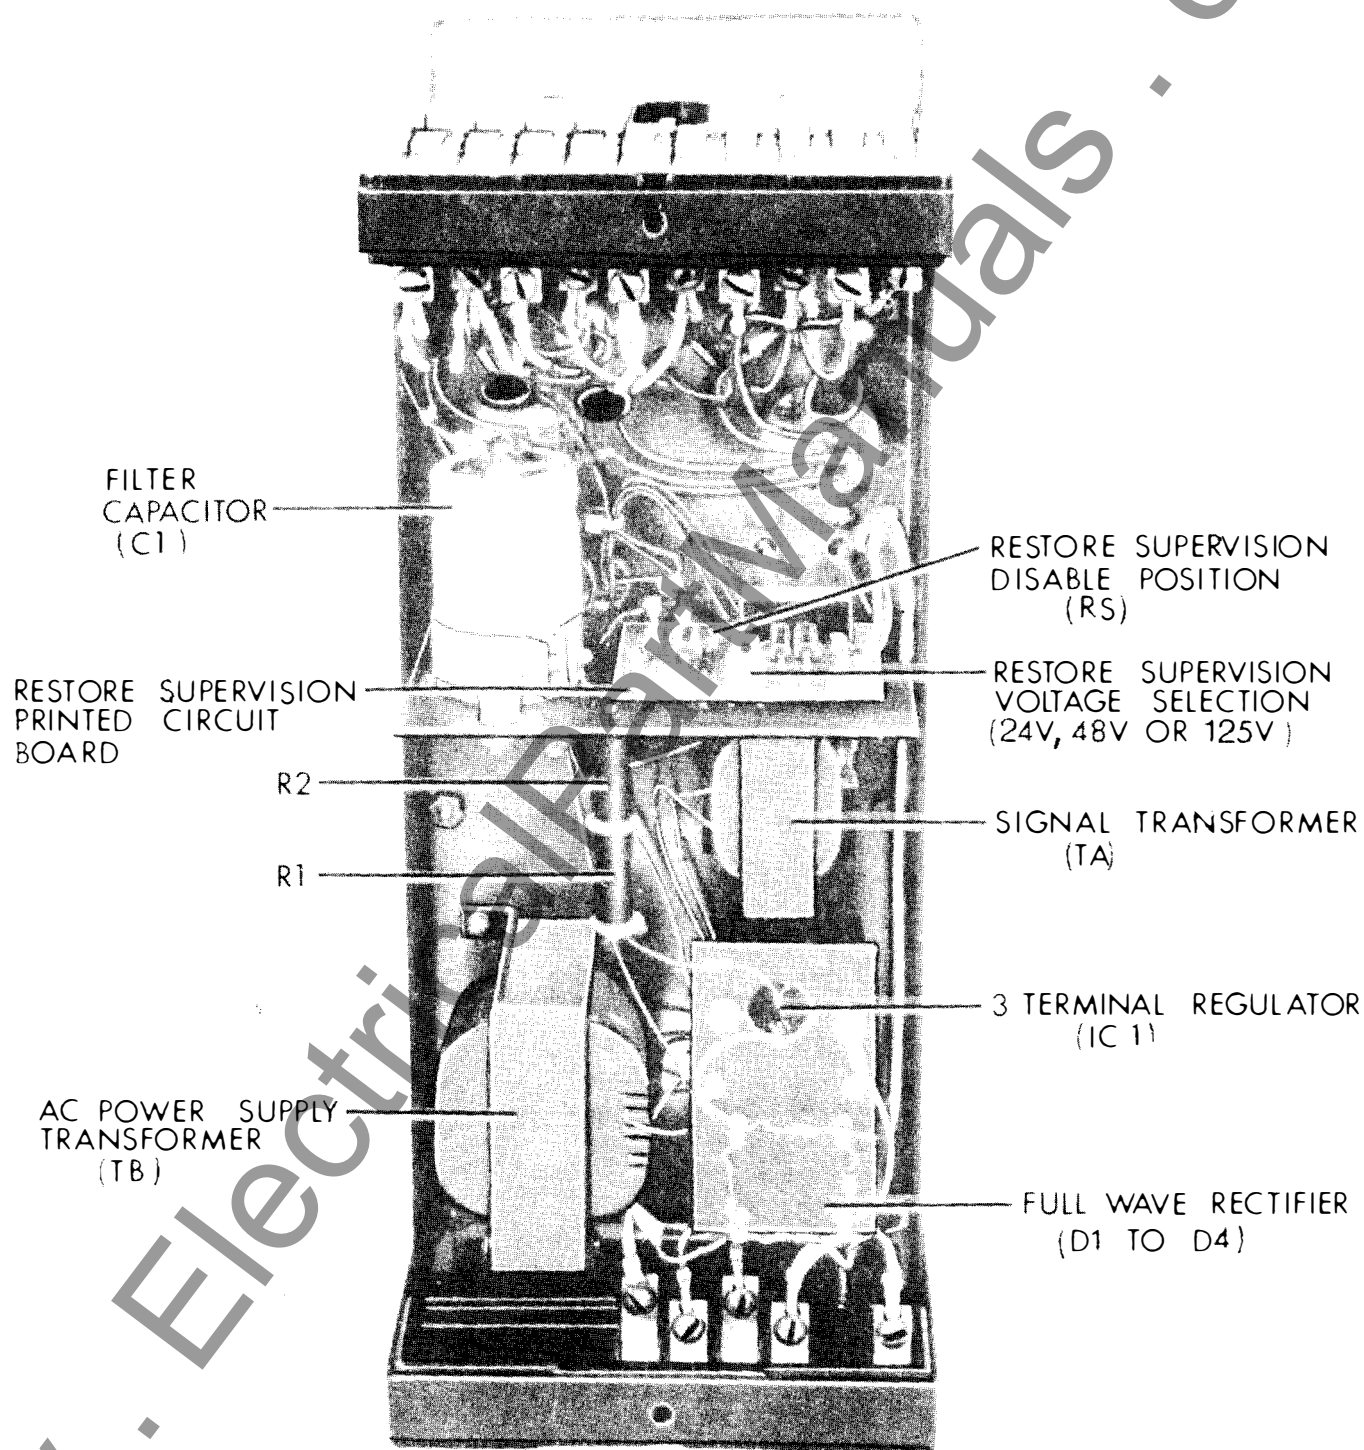 FILTER
CAPACITOR
(C1)
RESTORE SUPERVISION
DISABLE POSITION
(RS)
RESTORE SUPERVISION
PRINTED CIRCUIT
BOARD
RESTORE SUPERVISION
VOLTAGE SELECTION
(24V, 48V OR 125V)
R2
SIGNAL TRANSFORMER
(TA)
R1
3 TERMINAL REGULATOR
(IC 1)
AC POWER SUPPLY
TRANSFORMER
(TB)
FULL WAVE RECTIFIER
(D1 TO D4)
. ElectricalPartManuals .